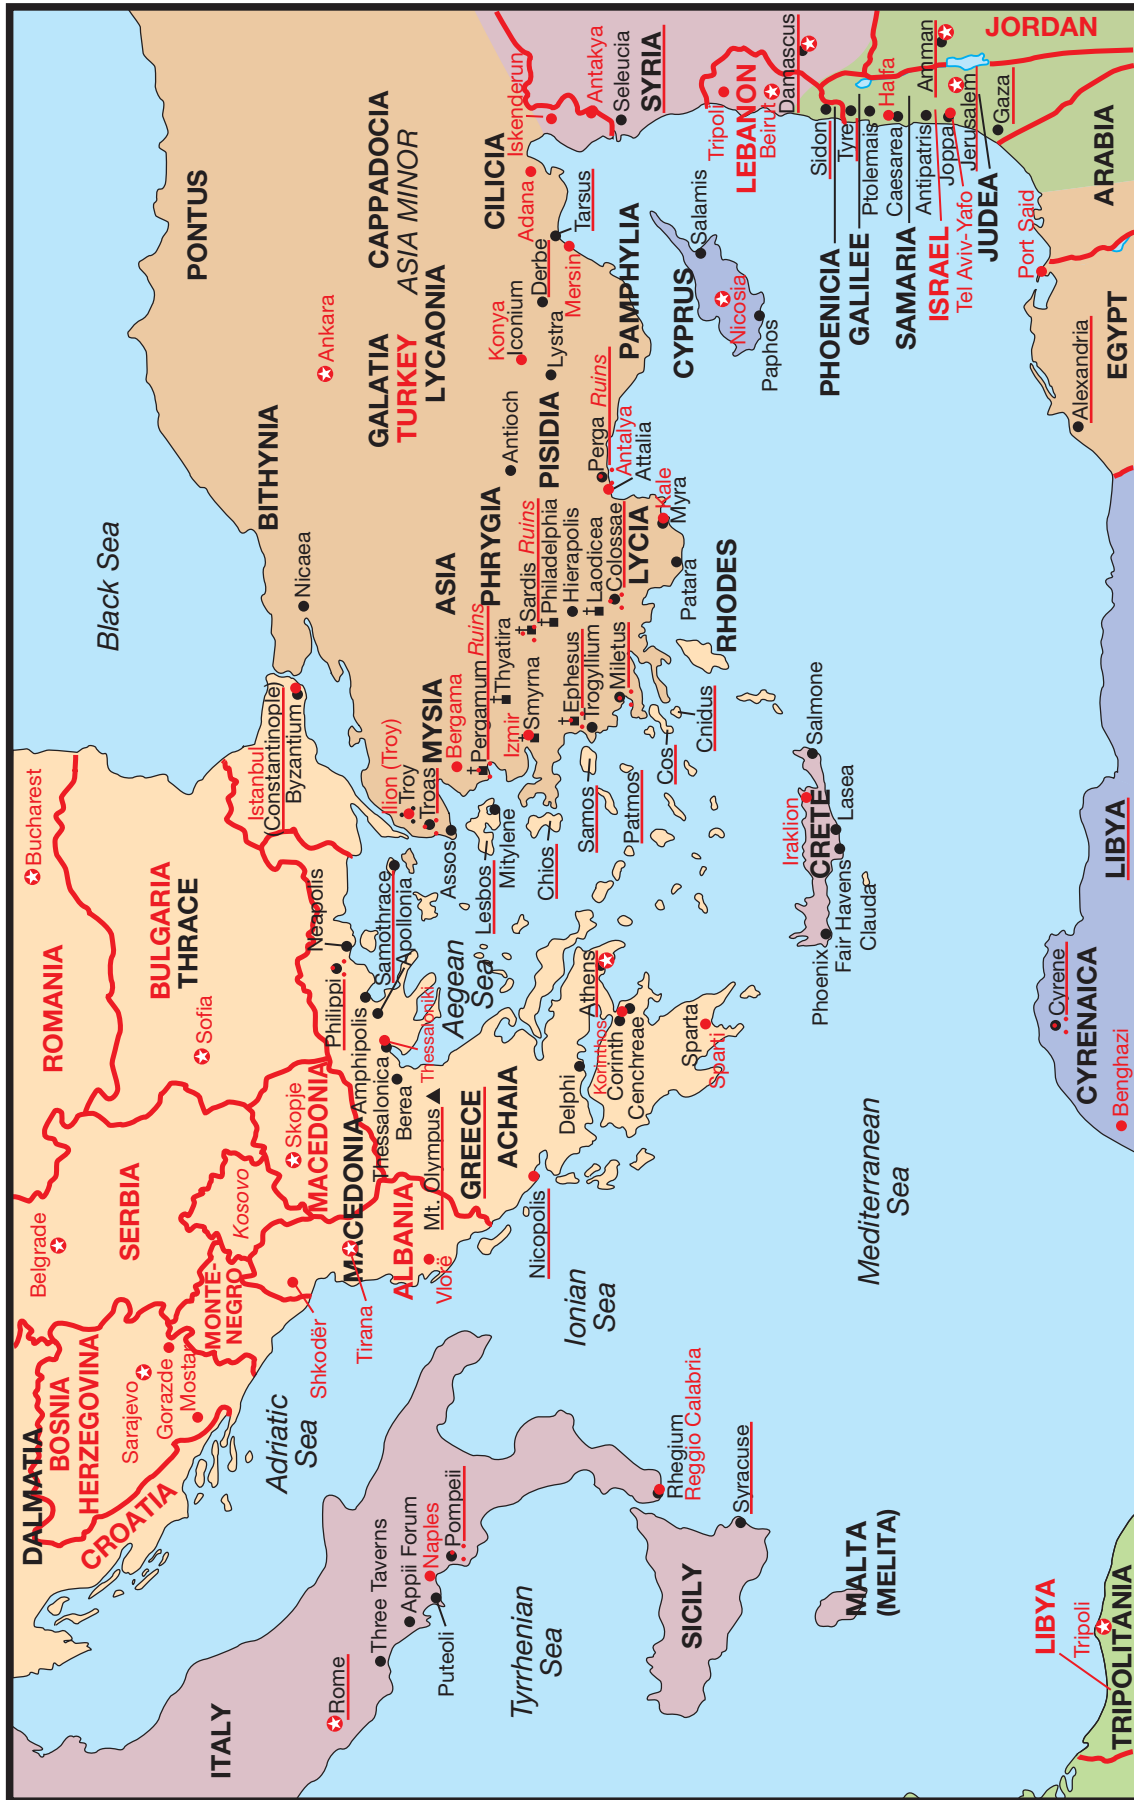 DALMATIA
BOSNIA
HERZEGOVINA
CROATIA
Sarajevo
Gorazde
Mostar
Belgrade
SERBIA
MONTE-
NEGRO
Kosovo
ROMANIA
Bucharest
BULGARIA
THRACE
Sofia
Skopje
MACEDONIA
MACEDONIA
Shkodër
Tirana
ALBANIA
Vlorë
Adriatic
Sea
ITALY
Rome
Three Taverns
Appii Forum
Naples
Puteoli
Pompeii
Tyrrhenian
Sea
Rhegium
Reggio Calabria
SICILY
Syracuse
MALTA
(MELITA)
Ionian
Sea
Nicopolis
GREECE
ACHAIA
Mt. Olympus
Berea
Thessalonica
Thessaloniki
Amphipolis
Philippi
Neapolis
Samothrace
Apollonia
Aegean
Sea
Delphi
Athens
Korinthos
Corinth
Cenchreae
Sparta
Sparti
Black Sea
Istanbul
(Constantinople)
Byzantium
Nicaea
BITHYNIA
PONTUS
Ankara
GALATIA
TURKEY
LYCAONIA
CAPPADOCIA
ASIA MINOR
Ilion (Troy)
Troy
Troas
Assos
MYSIA
ASIA
Bergama
Pergamum Ruins
Thyatira
Lesbos
Mitylene
Izmir
Smyrna
Sardis Ruins
Philadelphia
PHRYGIA
Hierapolis
Laodicea
Colossae
Chios
Ephesus
Trogyllium
Miletus
Samos
Patmos
Cos
Cnidus
RHODES
Antioch
PISIDIA
Konya
Iconium
Lystra
Derbe
CILICIA
Adana
Mersin
Tarsus
Iskenderun
Antakya
Seleucia
SYRIA
PAMPHYLIA
Perga Ruins
Antalya
Attalia
LYCIA
Kale
Myra
Patara
CYPRUS
Salamis
Nicosia
Paphos
Tripoli
LEBANON
Beirut
Damascus
Sidon
Tyre
Ptolemais
Haifa
Caesarea
Antipatris
Joppa
Tel Aviv-Yafo
Jerusalem
Amman
JORDAN
Gaza
PHOENICIA
GALILEE
SAMARIA
ISRAEL
JUDEA
ARABIA
Port Said
Alexandria
EGYPT
Iraklion
CRETE
Salmone
Lasea
Fair Havens
Phoenix
Clauda
Mediterranean
Sea
LIBYA
Cyrene
CYRENAICA
Benghazi
LIBYA
Tripoli
TRIPOLITANIA